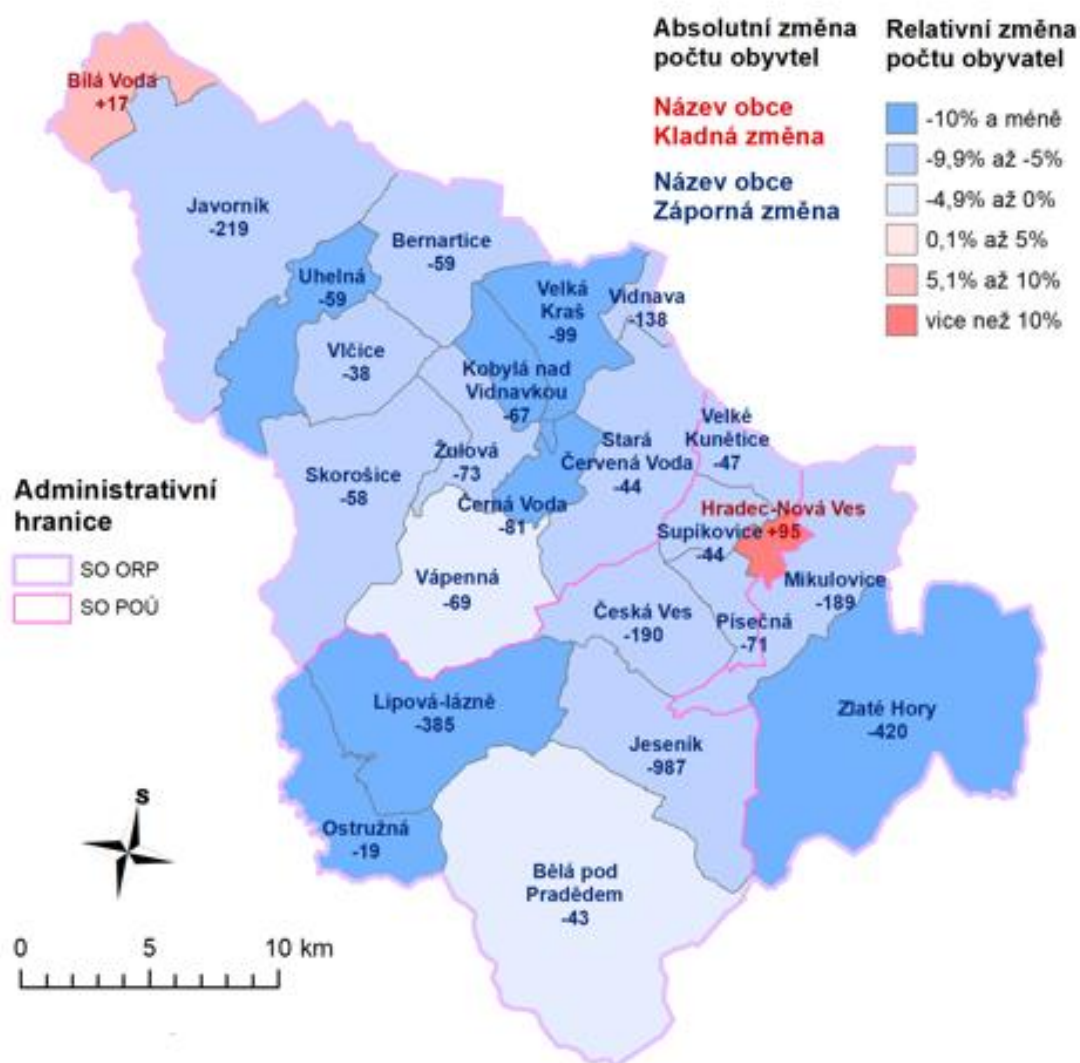 Absolutní změna
počtu obyvtel
Název obce
Kladná změna
Název obce
Záporná změna
Relativní změna
počtu obyvatel
-10% a méně
-9,9% až -5%
-4,9% až 0%
0,1% až 5%
5,1% až 10%
vice než 10%
Bílá Voda
+17
Javorník
-219
Bernartice
-59
Uhelná
-59
Velká
Kraš
-99
Vidnava
-138
Vlčice
-38
Kobylá nad
Vidnavkou
-67
Velké
Kunětice
-47
Stará
Červená Voda
-44
Žulová
-73
Skorošice
-58
Černá Voda
-81
Hradec-Nová Ves
+95
Supíkovice
-44
Mikulovice
-189
Vápenná
-69
Česká Ves
-190
Písečná
-71
Lipová-lázně
-385
Zlaté Hory
-420
Jeseník
-987
Ostružná
-19
Bělá pod
Pradědem
-43
Administrativní
hranice
SO ORP
SO POÚ
S
0 5 10 km